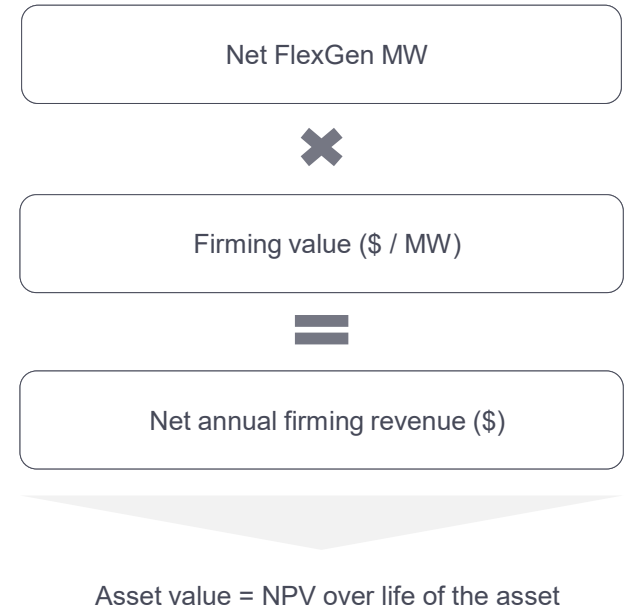 Net FlexGen MW
Firming value ($ / MW)
Net annual firming revenue ($)
Asset value = NPV over life of the asset